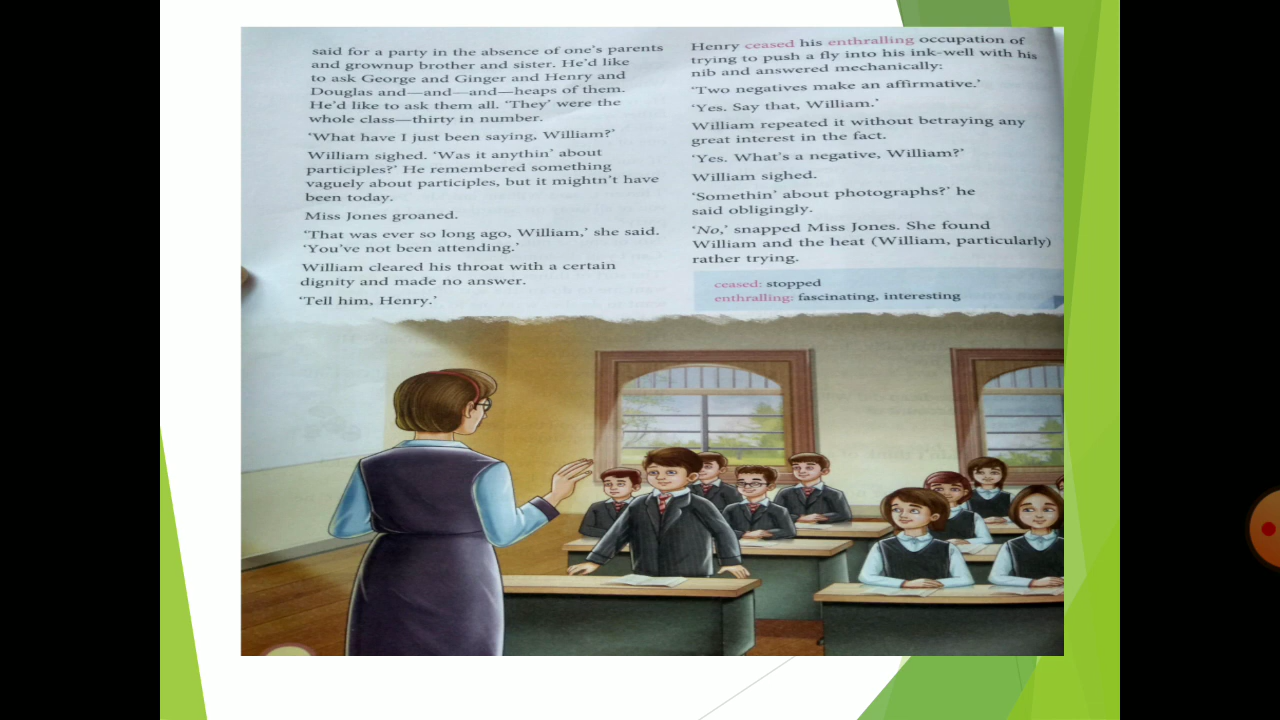 said for a party in the absence of one's parents
and grownup brother and sister. He'd like
to ask George and Ginger and Henry and
Douglas and—and—and—heaps of them.
He'd like to ask them all. 'They' were the
whole class—thirty in number.
'What have I just been saying, William?'
William sighed. 'Was it anythin' about
participles?' He remembered something
vaguely about participles, but it mightn't have
been today.
Miss Jones groaned.
'That was ever so long ago, William,' she said.
'You've not been attending.'
William cleared his throat with a certain
dignity and made no answer.
'Tell him, Henry.'
Henry ceased his enthralling occupation of
trying to push a fly into his ink-well with his
nib and answered mechanically:
'Two negatives make an affirmative.'
'Yes. Say that, William.'
William repeated it without betraying any
great interest in the fact.
'Yes. What's a negative, William?'
William sighed.
'Somethin' about photographs?' he
said obligingly.
'No,' snapped Miss Jones. She found
William and the heat (William, particularly)
rather trying.
ceased: stopped
enthralling: fascinating, interesting